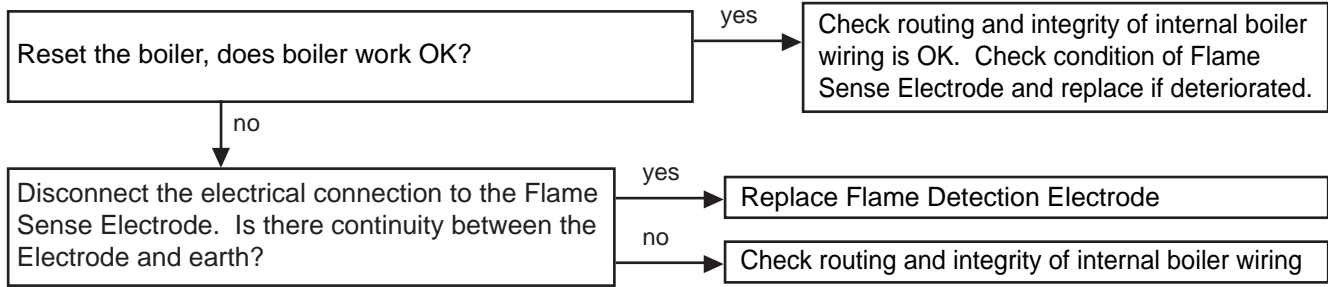 Reset the boiler, does boiler work OK?
yes
Check routing and integrity of internal boiler
wiring is OK.  Check condition of Flame
Sense Electrode and replace if deteriorated.
no
Disconnect the electrical connection to the Flame
Sense Electrode.  Is there continuity between the
Electrode and earth?
yes
Replace Flame Detection Electrode
no
Check routing and integrity of internal boiler wiring